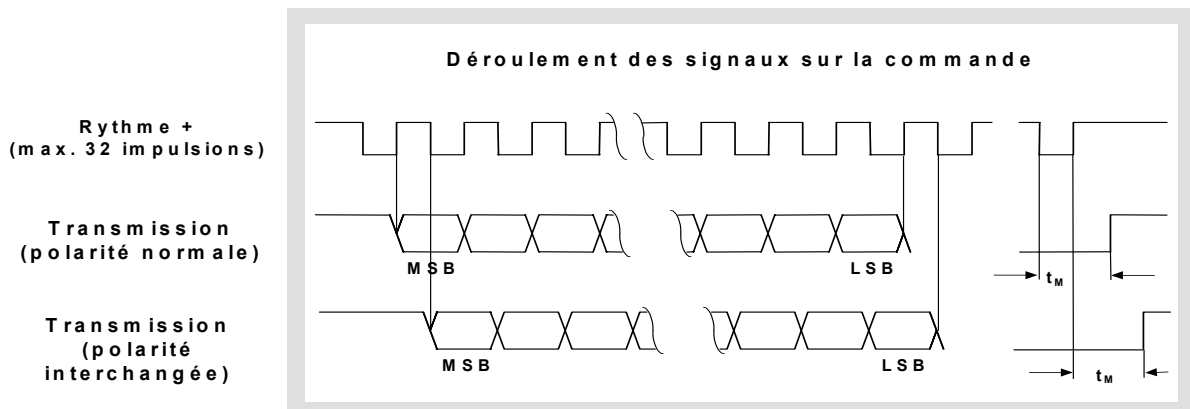 Déroulement des signaux sur la commande
Rythme +
(max. 32 impulsions)
Transmission
(polarité normale)
MSB
LSB
tM
Transmission
(polarité
interchangée)
MSB
LSB
tM